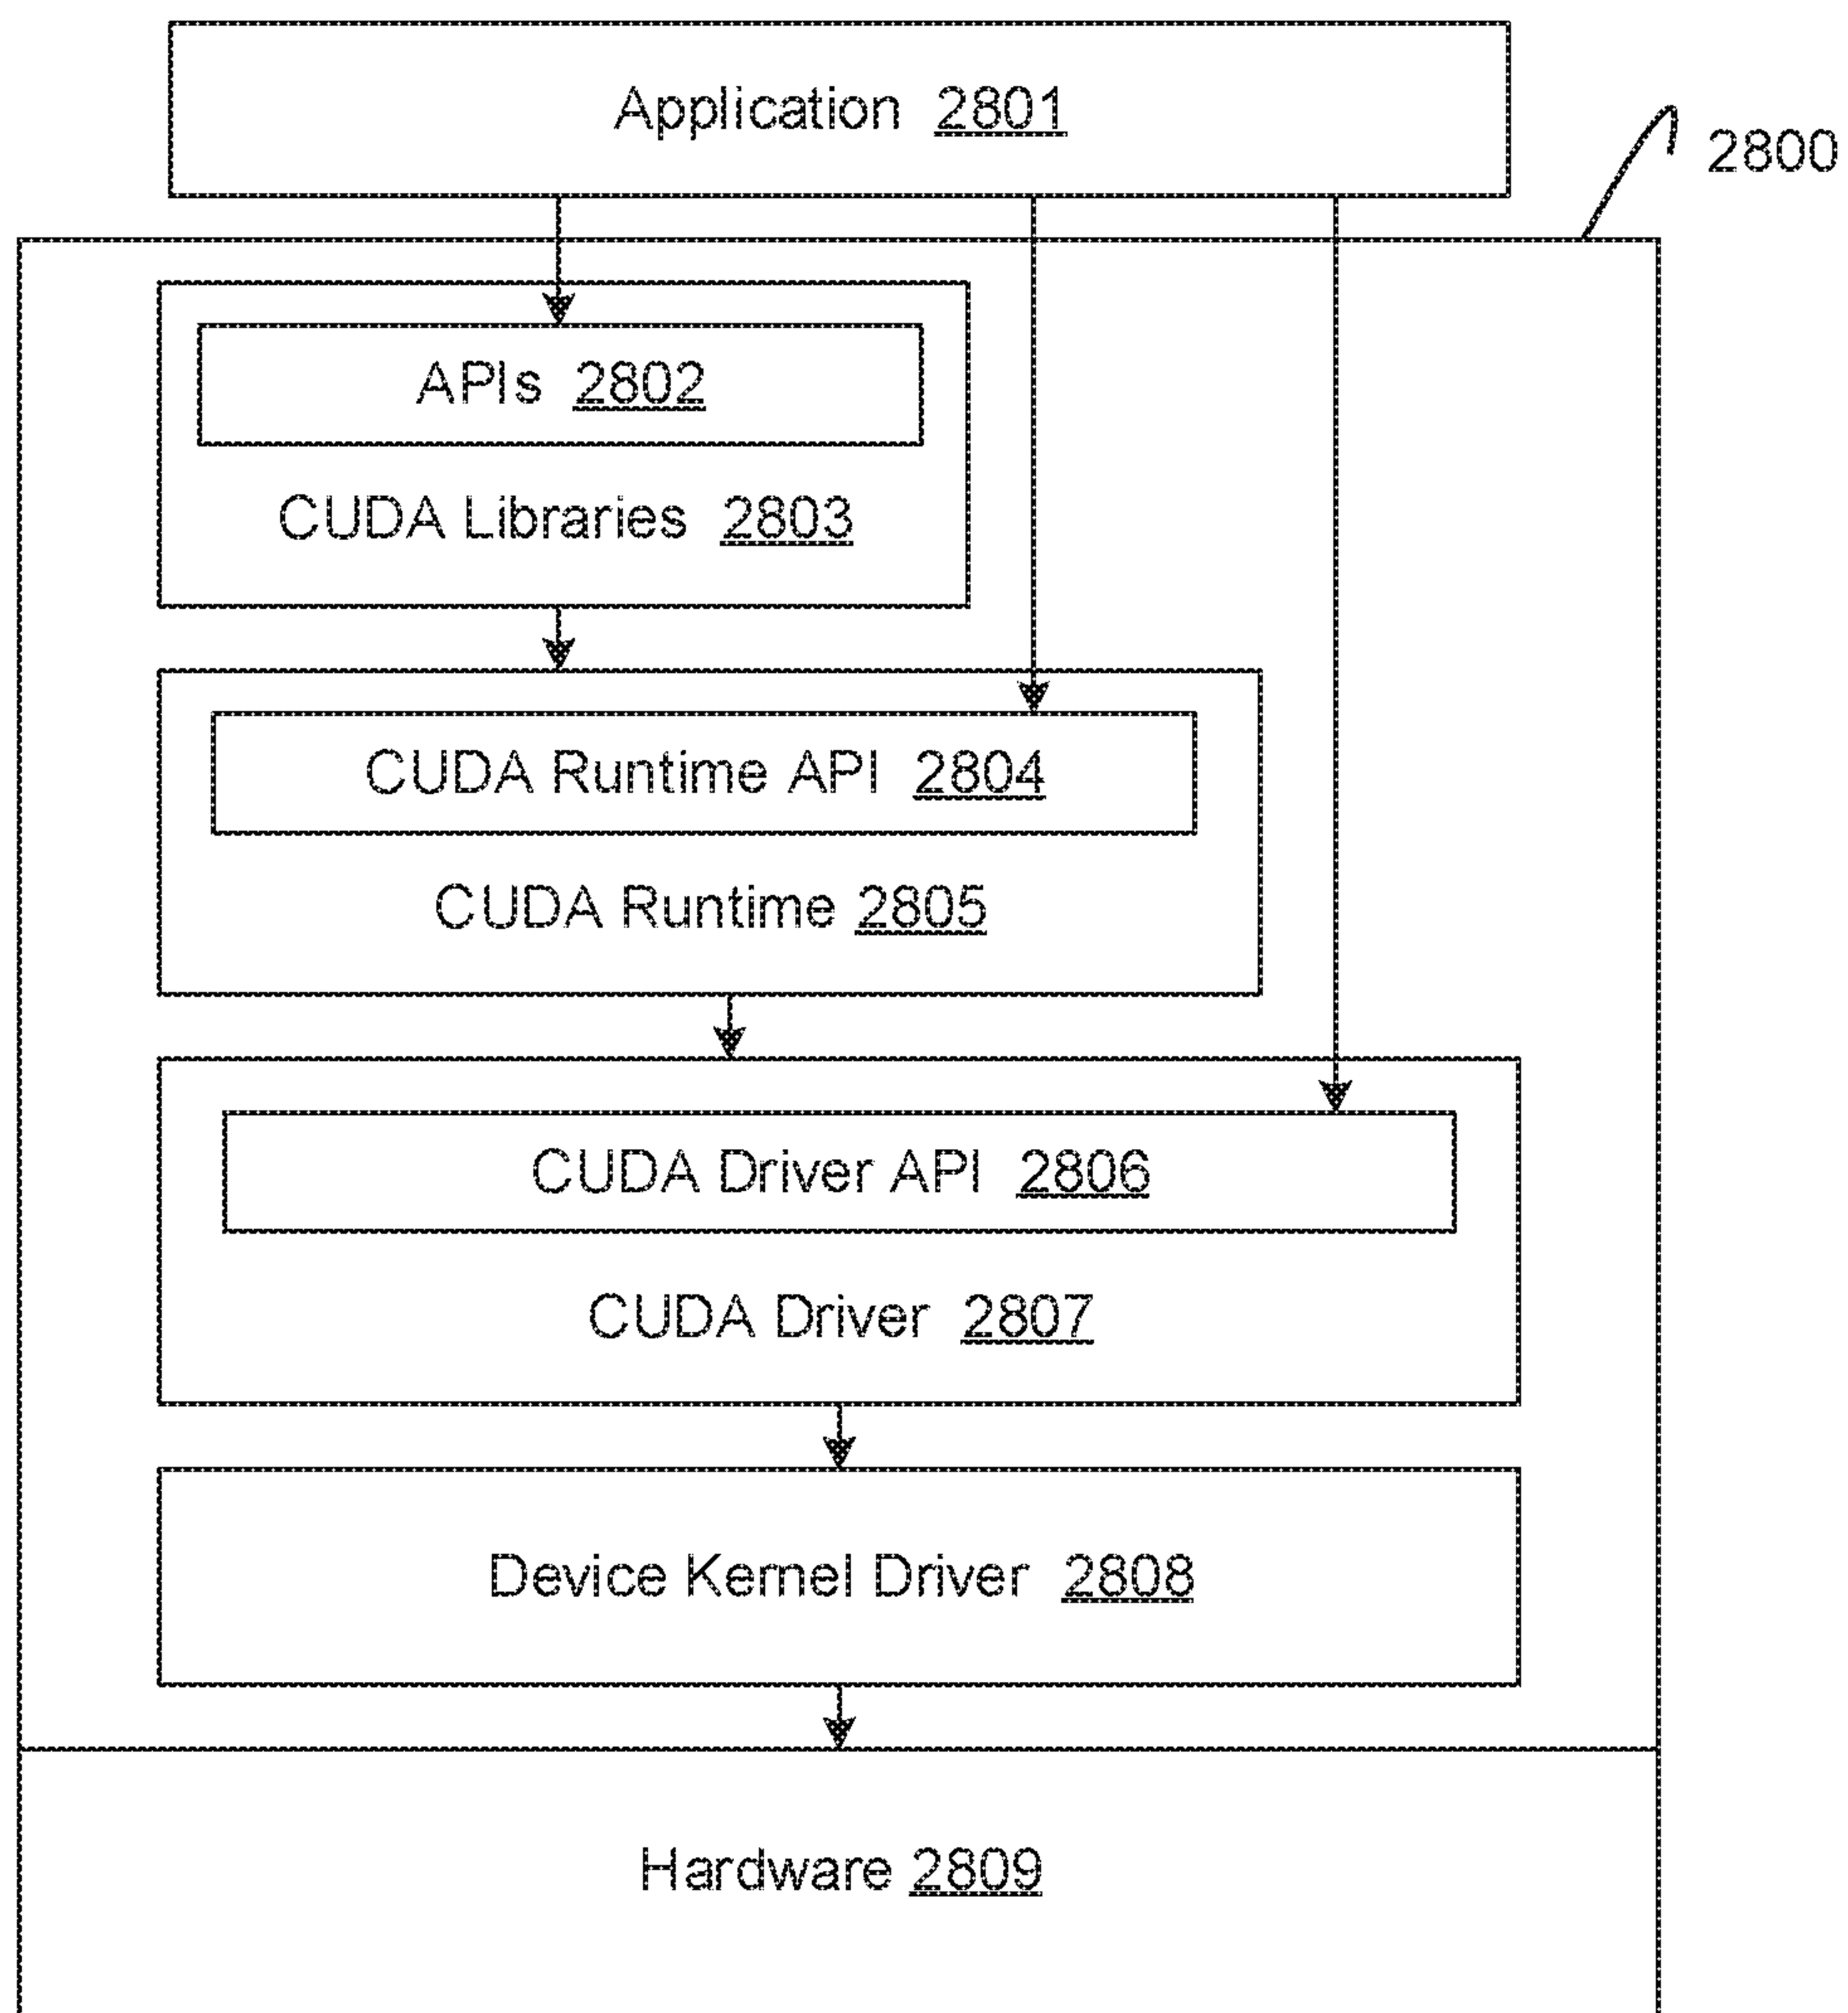 Application 2801
2800
APIs 2802
CUDA Libraries 2803
CUDA Runtime API 2804
CUDA Runtime 2805
CUDA Driver API 2806
CUDA Driver 2807
Device Kernel Driver 2808
Hardware 2809